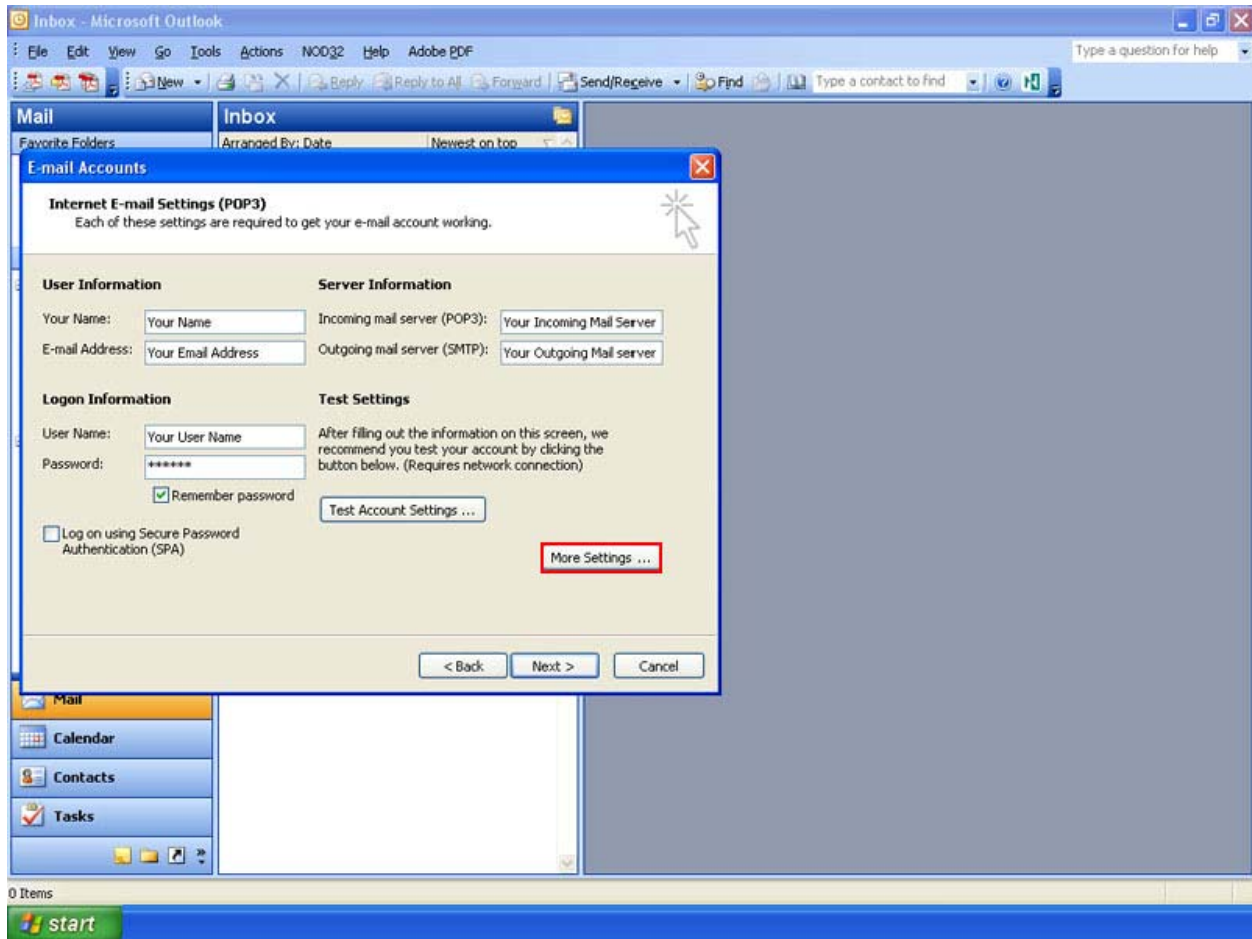 Inbox - Microsoft Outlook
File Edit View Go Tools Actions NOD32 Help Adobe PDF
Type a question for help
New Reply Reply to All Forward Send/Receive Find Type a contact to find
Mail
Inbox
Favorite Folders
Arranged By: Date
Newest on top
E-mail Accounts
Internet E-mail Settings (POP3)
Each of these settings are required to get your e-mail account working.
User Information
Your Name: Your Name
E-mail Address: Your Email Address
Server Information
Incoming mail server (POP3): Your Incoming Mail Server
Outgoing mail server (SMTP): Your Outgoing Mail server
Logon Information
User Name: Your User Name
Password: ******
Remember password
Log on using Secure Password
Authentication (SPA)
Test Settings
After filling out the information on this screen, we
recommend you test your account by clicking the
button below. (Requires network connection)
Test Account Settings ...
More Settings ...
< Back Next > Cancel
Mail
Calendar
Contacts
Tasks
0 Items
start